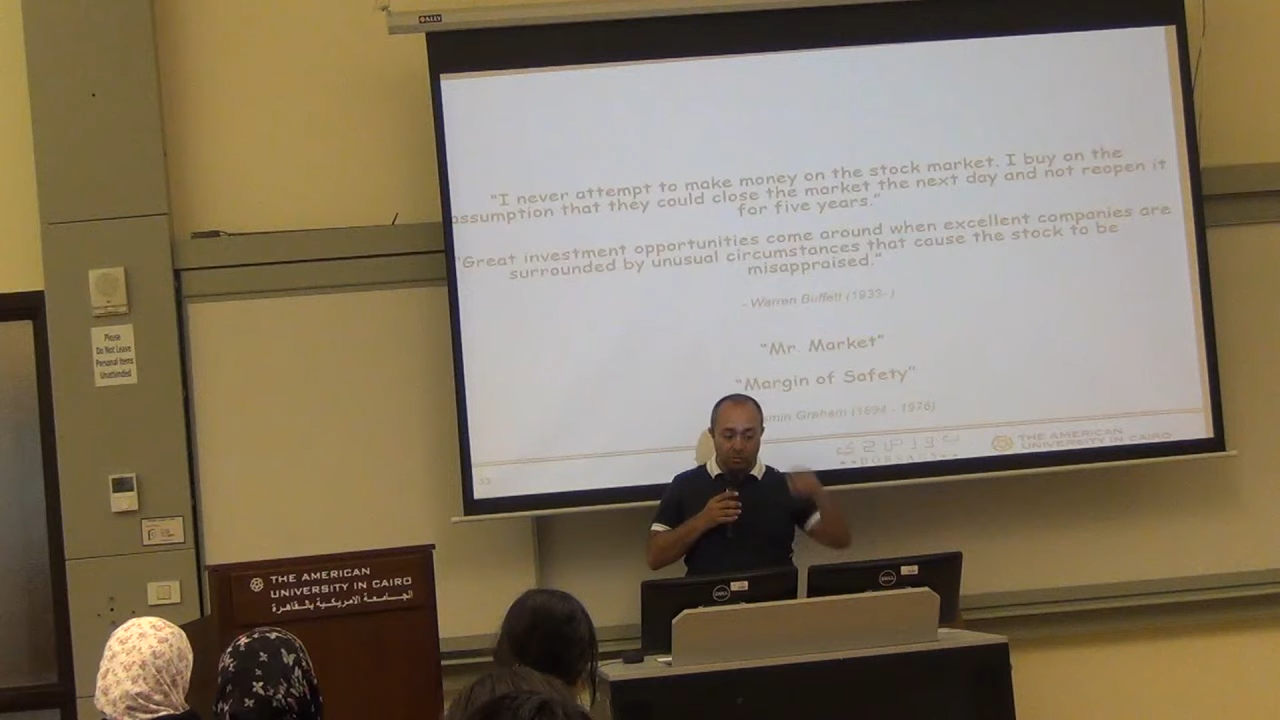 DALITE
"I never attempt to make money on the stock market. I buy on the
assumption that they could close the market the next day and not reopen it
for five years."
"Great investment opportunities come around when excellent companies are
surrounded by unusual circumstances that cause the stock to be
misappraised."
- Warren Buffett (1933- )
"Mr. Market"
"Margin of Safety"
Graham (1894 - 1976)
THE AMERICAN
UNIVERSITY IN CAIRO
53
Please
Do Not Leave
Personal Items
Unattended
THE AMERICAN
UNIVERSITY IN CAIRO
الجامعة الامريكية بالقاهرة
DELL
DELL